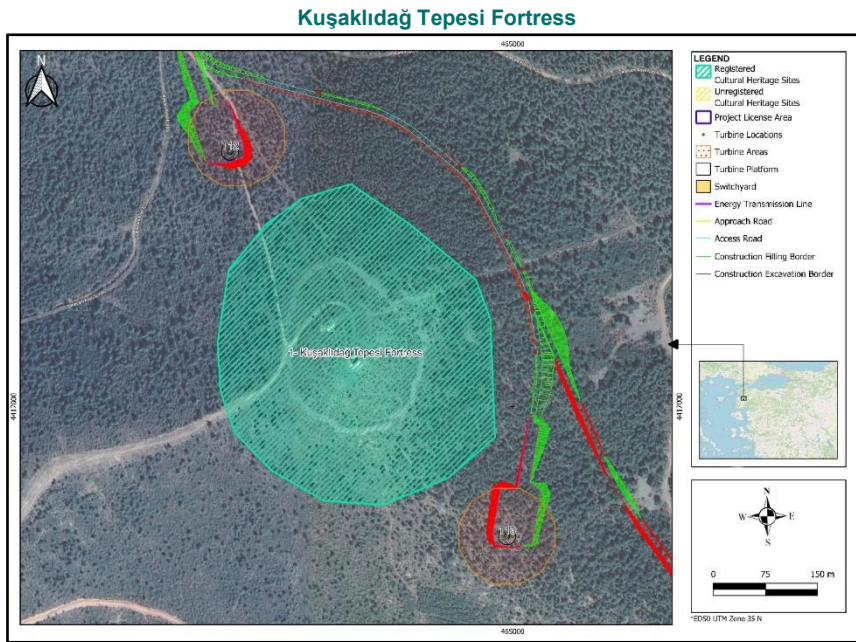 Kuşaklıdağ Tepesi Fortress
465000
N
1- Kuşaklıdağ Tepesi Fortress
4417000
4417000
465000
LEGEND
Registered
Cultural Heritage Sites
Unregistered
Cultural Heritage Sites
Project License Area
Turbine Locations
Turbine Areas
Turbine Platform
Switchyard
Energy Transmission Line
Approach Road
Access Road
Construction Filling Border
Construction Excavation Border
N
W E
S
0 75 150 m
*ED50 UTM Zone 35 N